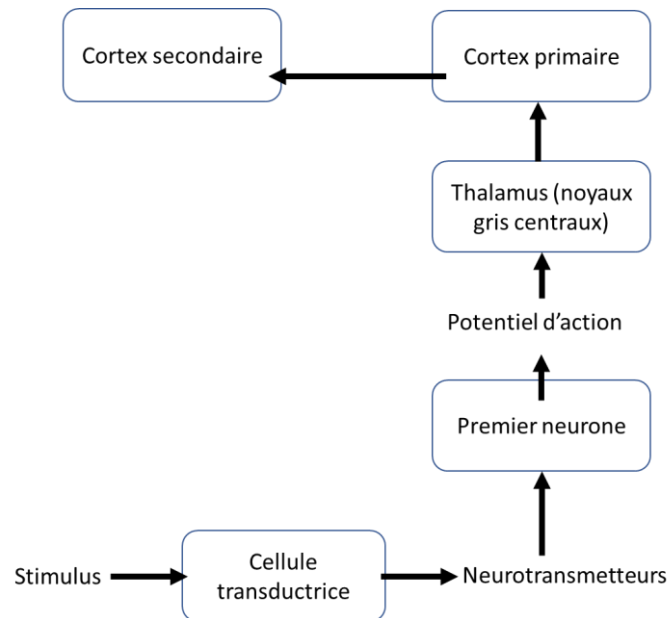 Cortex secondaire
Cortex primaire
Thalamus (noyaux
gris centraux)
Potentiel d’action
Premier neurone
Stimulus
Cellule
transductrice
Neurotransmetteurs